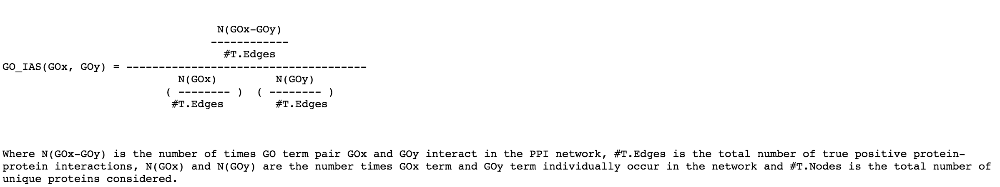 N(GOx-GOy)
------------
#T.Edges
GO_IAS(GOx, GOy) = -------------------------------------
N(GOx) N(GOy)
( -------- ) ( -------- )
#T.Edges #T.Edges
Where N(GOx-GOy) is the number of times GO term pair GOx and GOy interact in the PPI network, #T.Edges is the total number of true positive protein-
protein interactions, N(GOx) and N(GOy) are the number times GOx term and GOy term individually occur in the network and #T.Nodes is the total number of
unique proteins considered.